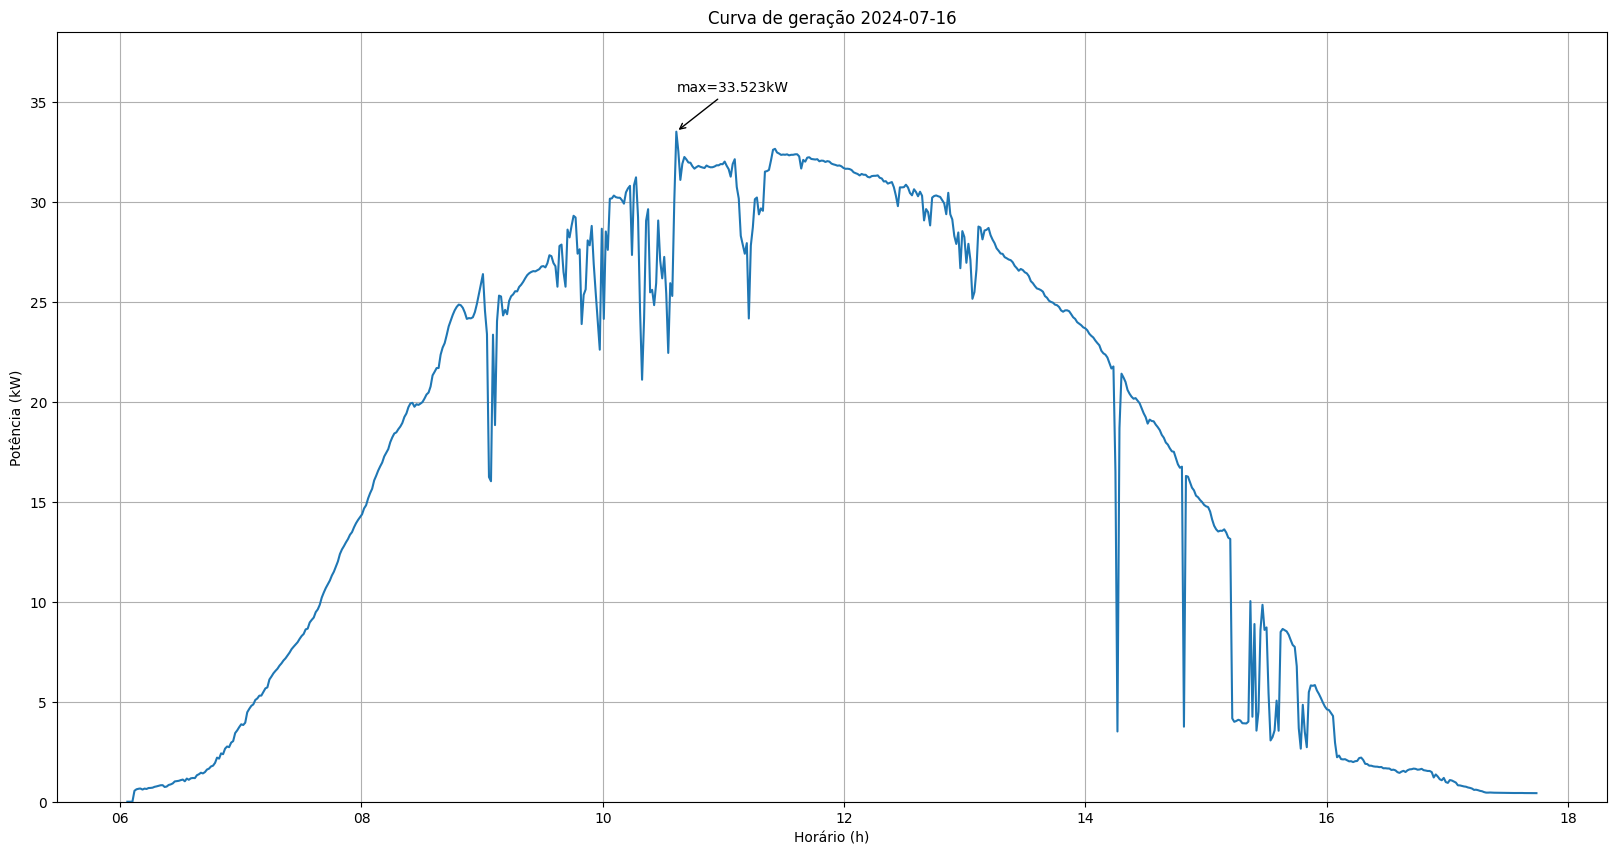 Curva de geração 2024-07-16
max=33.523kW
Potência (kW)
35
30
25
20
15
10
5
0
06 08 10 12 14 16 18
Horário (h)